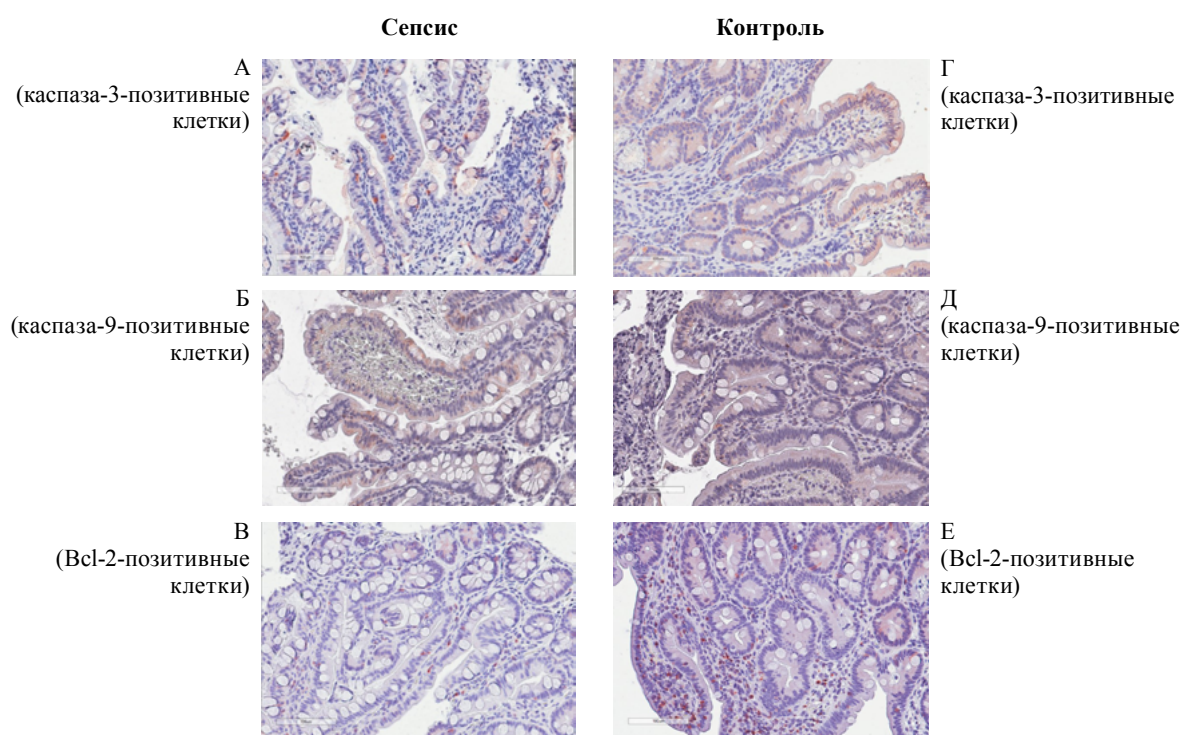 Сепсис
Контроль
А
(каспаза-3-позитивные
клетки)
Г
(каспаза-3-позитивные
клетки)
Б
(каспаза-9-позитивные
клетки)
Д
(каспаза-9-позитивные
клетки)
В
(Bcl-2-позитивные
клетки)
Е
(Bcl-2-позитивные
клетки)